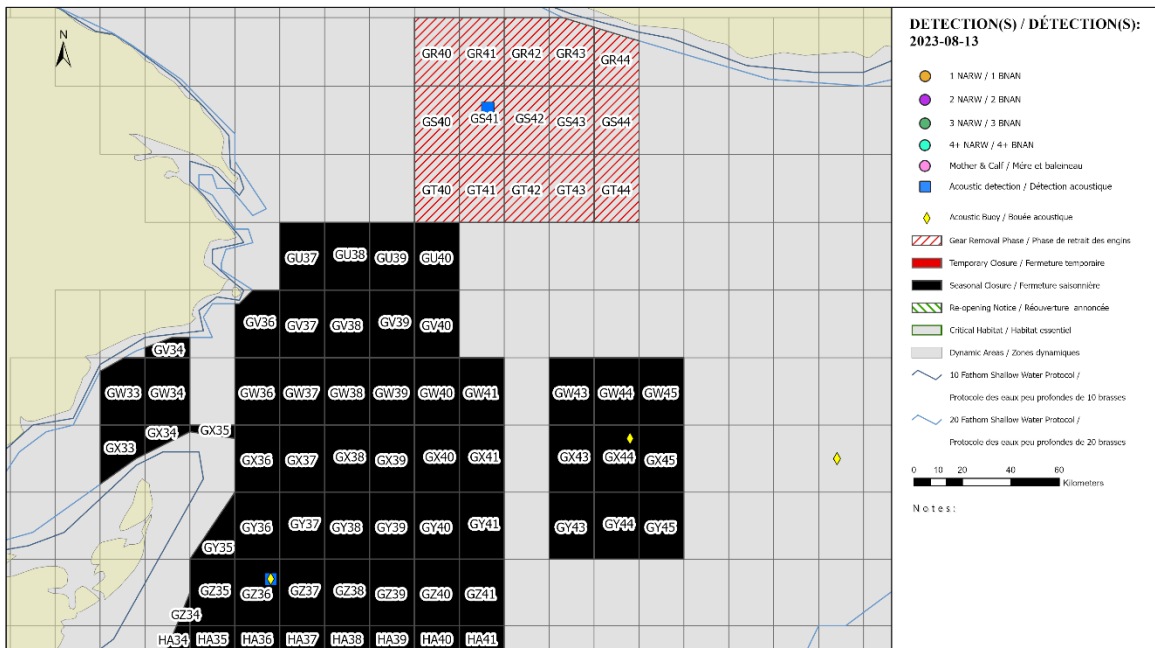 N
DETECTION(S) / DÉTECTION(S):
2023-08-13
1 NARW / 1 BNAN
2 NARW / 2 BNAN
3 NARW / 3 BNAN
4+ NARW / 4+ BNAN
Mother & Calf / Mère et baleineau
Acoustic detection / Détection acoustique
Acoustic Buoy / Bouée acoustique
Gear Removal Phase / Phase de retrait des engins
Temporary Closure / Fermeture temporaire
Seasonal Closure / Fermeture saisonnière
Re-opening Notice / Réouverture annoncée
Critical Habitat / Habitat essentiel
Dynamic Areas / Zones dynamiques
10 Fathom Shallow Water Protocol /
Protocole des eaux peu profondes de 10 brasses
20 Fathom Shallow Water Protocol /
Protocole des eaux peu profondes de 20 brasses
0 10 20 40 60
Kilometers
Notes:
GR40 GR41 GR42 GR43 GR44
GS40 GS41 GS42 GS43 GS44
GT40 GT41 GT42 GT43 GT44
GU37 GU38 GU39 GU40
GV36 GV37 GV38 GV39 GV40
GV34
GW33 GW34 GW36 GW37 GW38 GW39 GW40 GW41 GW43 GW44 GW45
GX33 GX34 GX35 GX36 GX37 GX38 GX39 GX40 GX41 GX43 GX44 GX45
GY35 GY36 GY37 GY38 GY39 GY40 GY41 GY43 GY44 GY45
GZ34 GZ35 GZ36 GZ37 GZ38 GZ39 GZ40 GZ41
HA34 HA35 HA36 HA37 HA38 HA39 HA40 HA41